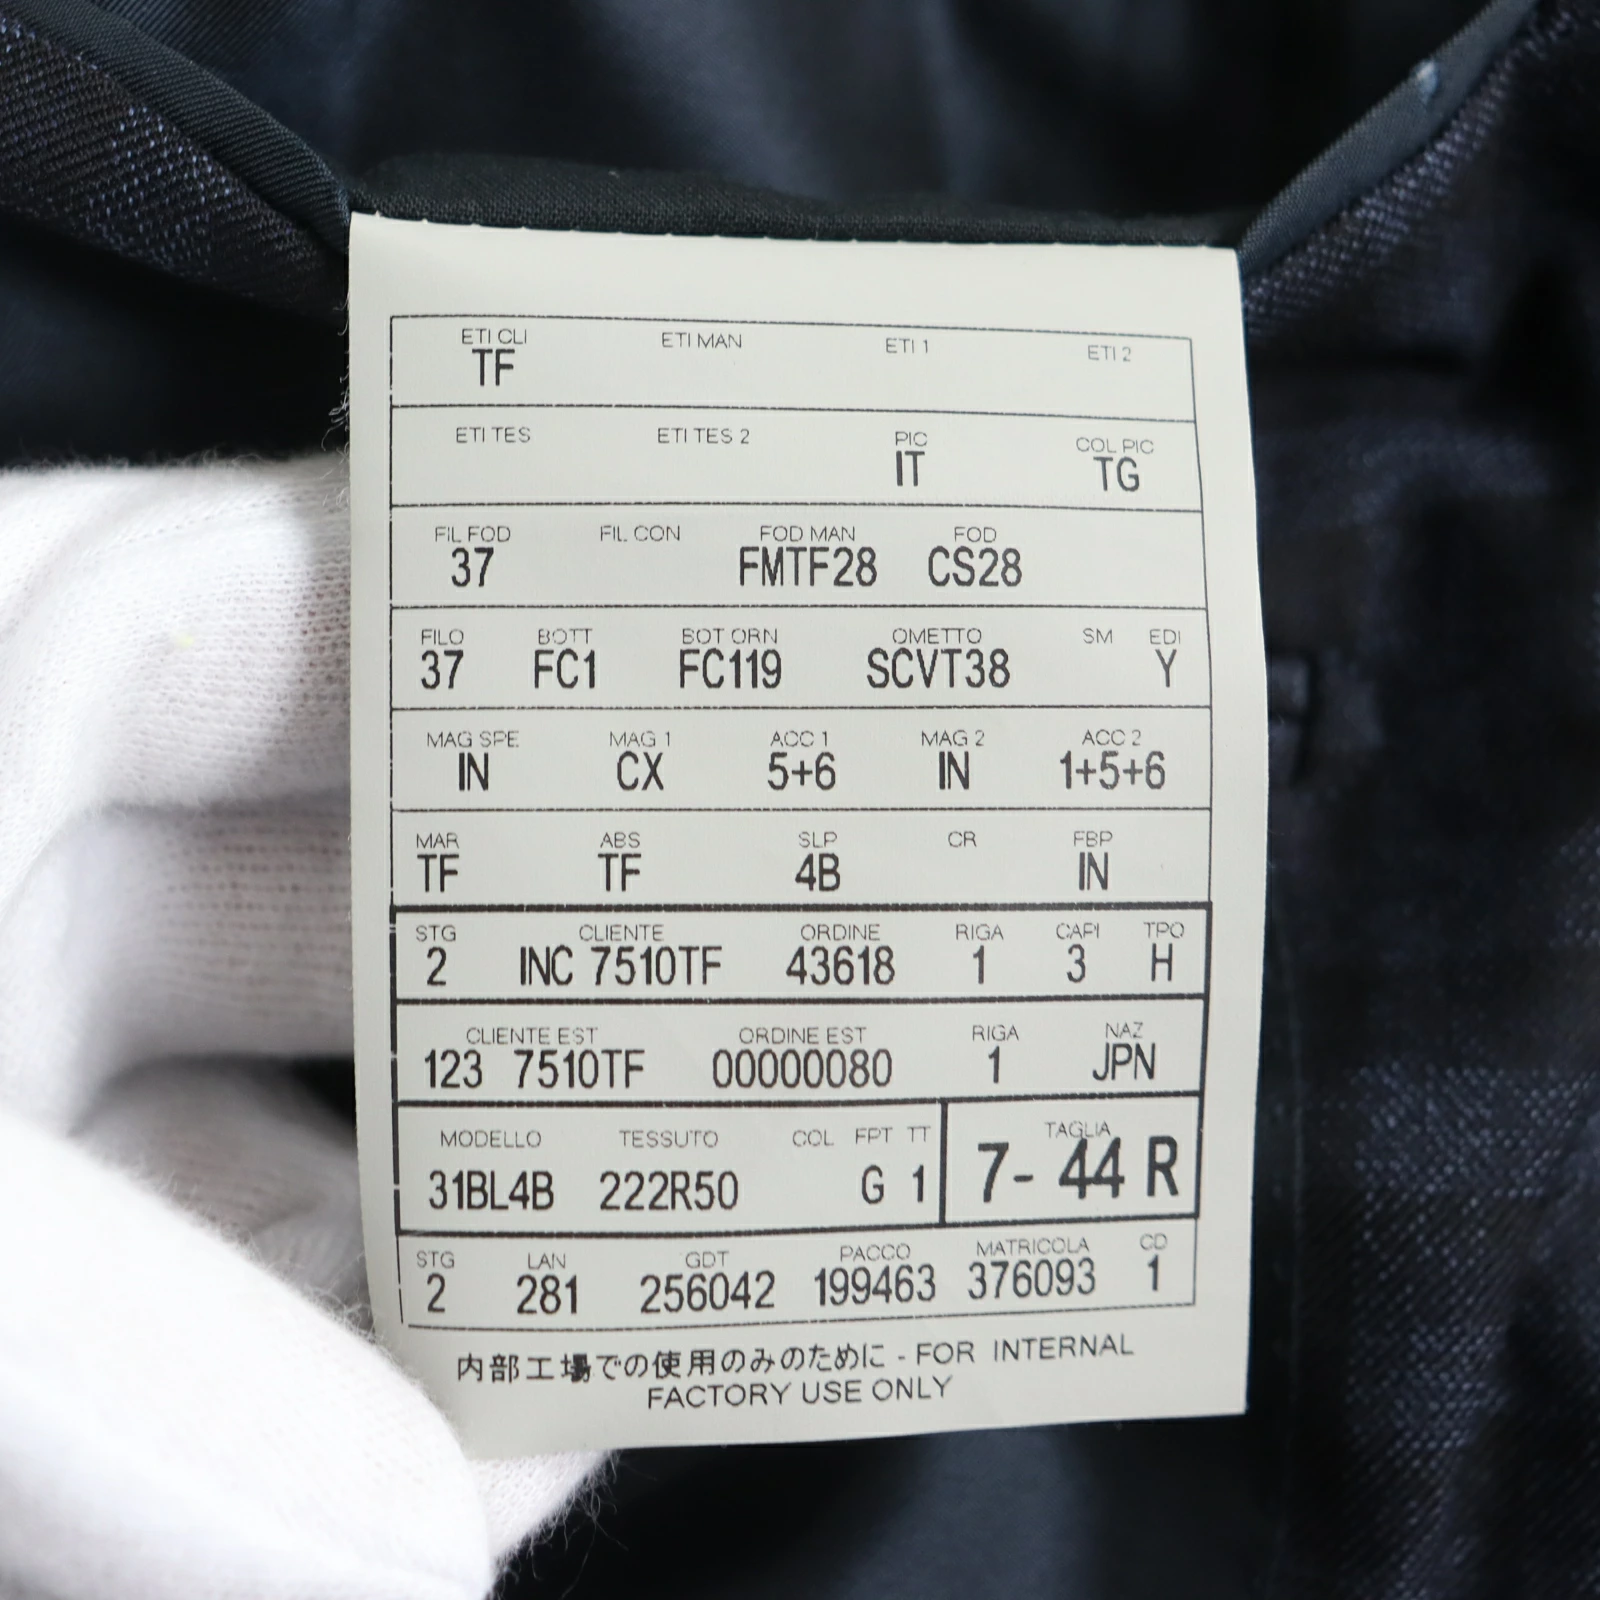 ETI CLI ETI MAN ETI 1 ETI 2
TF
ETI TES ETI TES 2 PIC COL PIC
IT TG
FIL FOD FIL CON FOD MAN FOD
37 FMTF28 CS28
FILO BOTT BOT ORN OMETTO SM EDI
37 FC1 FC119 SCVT38 Y
MAG SPE MAG 1 ACC 1 MAG 2 ACC 2
IN CX 5+6 IN 1+5+6
MAR ABS SLP CR FBP
TF TF 4B IN
STG CLIENTE ORDINE RIGA CAPI TPO
2 INC 7510TF 43618 1 3 H
CLIENTE EST ORDINE EST RIGA NAZ
123 7510TF 00000080 1 JPN
MODELLO TESSUTO COL FPT TT TAGLIA
31BL4B 222R50 G 1 7- 44 R
STG LAN GDT PACCO MATRICOLA CD
2 281 256042 199463 376093 1
内部工場での使用のみのために - FOR INTERNAL
FACTORY USE ONLY